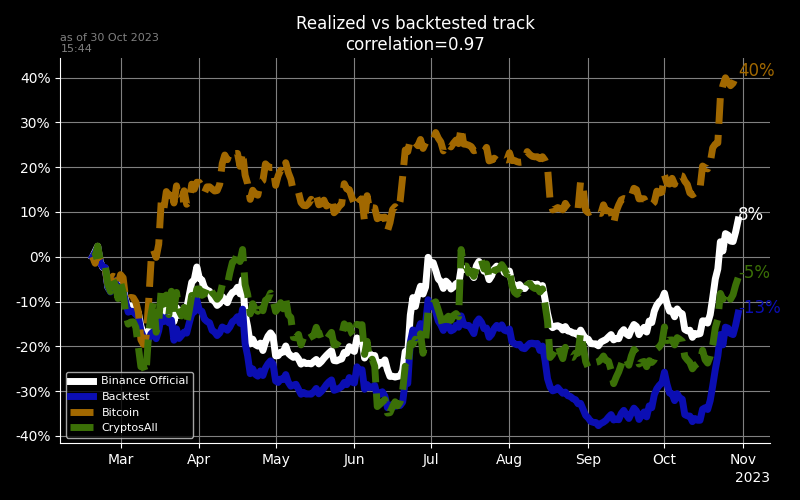 Realized vs backtested track
correlation=0.97
as of 30 Oct 2023
15:44
40%
30%
20%
10%
0%
-10%
-20%
-30%
-40%
40%
8%
-5%
-13%
Binance Official
Backtest
Bitcoin
CryptosAll
Mar
Apr
May
Jun
Jul
Aug
Sep
Oct
Nov
2023